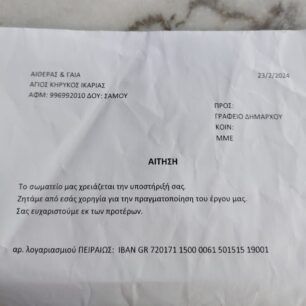 ΑΙΘΕΡΑΣ & ΓΑΙΑ
ΑΓΙΟΣ ΚΗΡΥΚΟΣ ΙΚΑΡΙΑΣ
ΑΦΜ: 996992010 ΔΟΥ: ΣΑΜΟΥ
23/2/2024
ΠΡΟΣ:
ΓΡΑΦΕΙΟ ΔΗΜΑΡΧΟΥ
ΚΟΙΝ:
ΜΜΕ
ΑΙΤΗΣΗ
Το σωματείο μας χρειάζεται την υποστήριξή σας.
Ζητάμε από εσάς χορηγία για την πραγματοποίηση του έργου μας.
Σας ευχαριστούμε εκ των προτέρων.
αρ. λογαριασμού ΠΕΙΡΑΙΩΣ: IBAN GR 720171 1500 0061 501515 19001